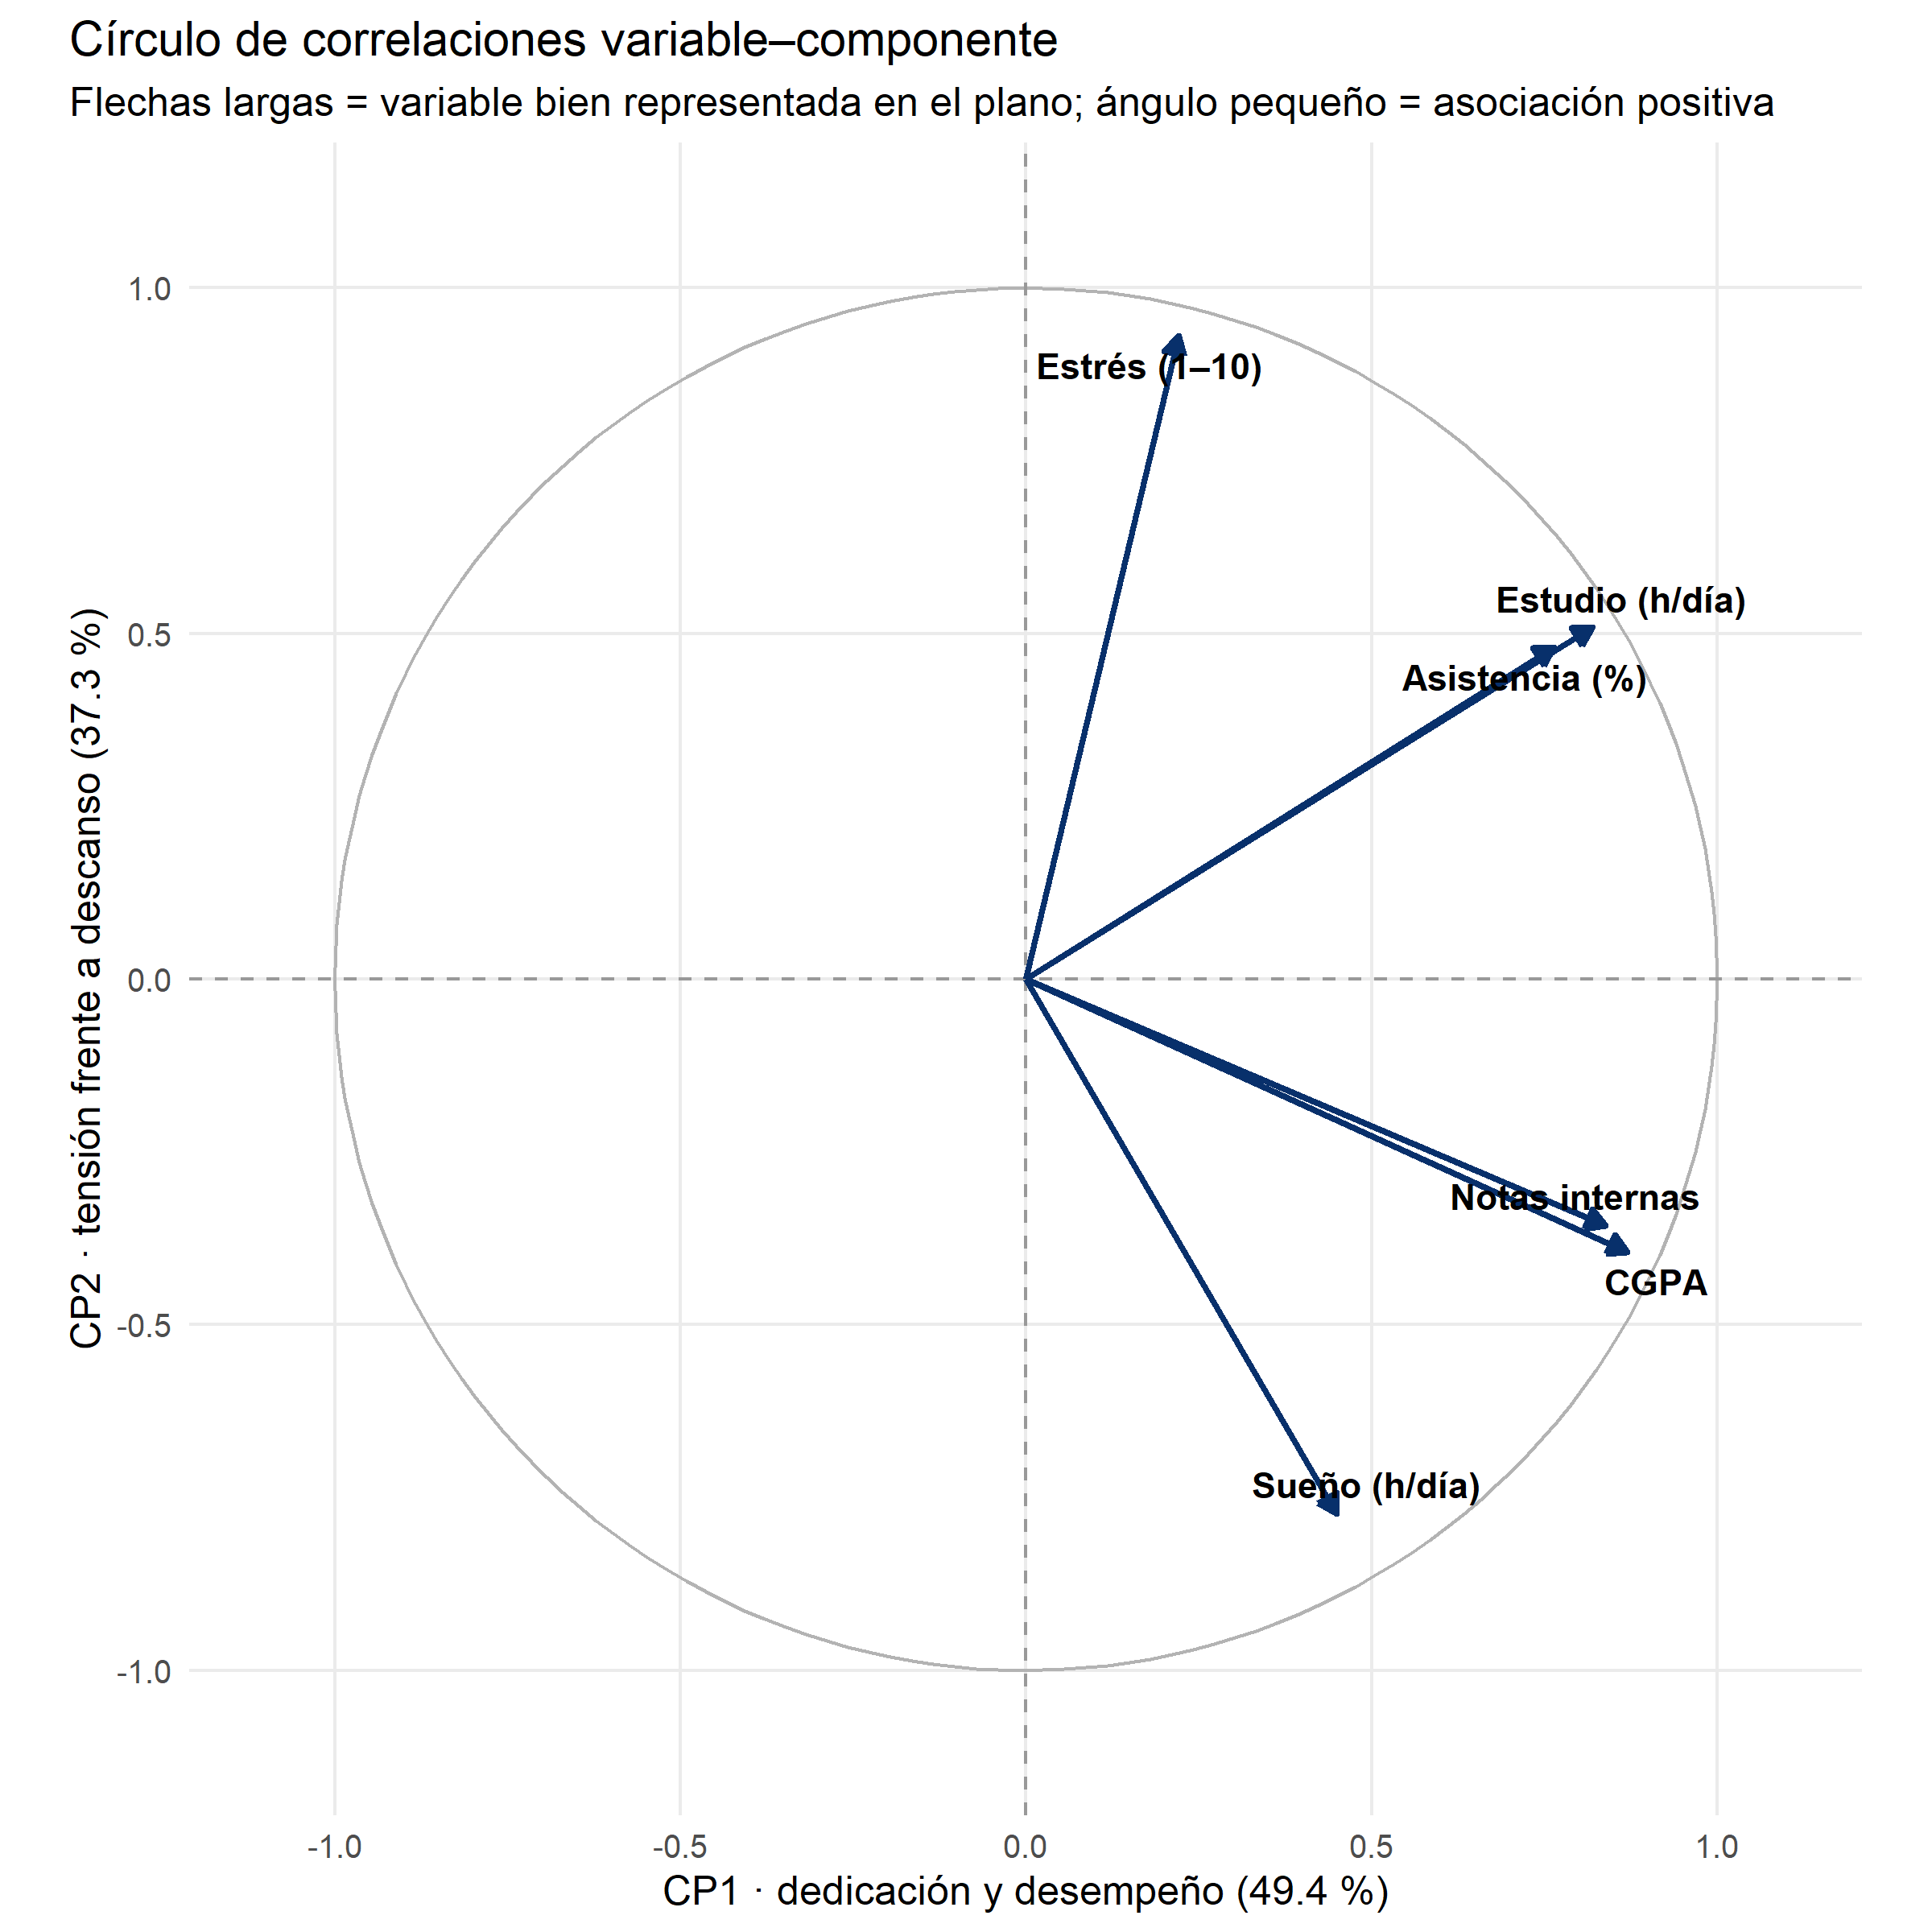 Círculo de correlaciones variable–componente
Flechas largas = variable bien representada en el plano; ángulo pequeño = asociación positiva
CP2 · tensión frente a descanso (37.3 %)
1.0
0.5
0.0
-0.5
-1.0
Estrés (1–10)
Estudio (h/día)
Asistencia (%)
Notas internas
CGPA
Sueño (h/día)
-1.0
-0.5
0.0
0.5
1.0
CP1 · dedicación y desempeño (49.4 %)